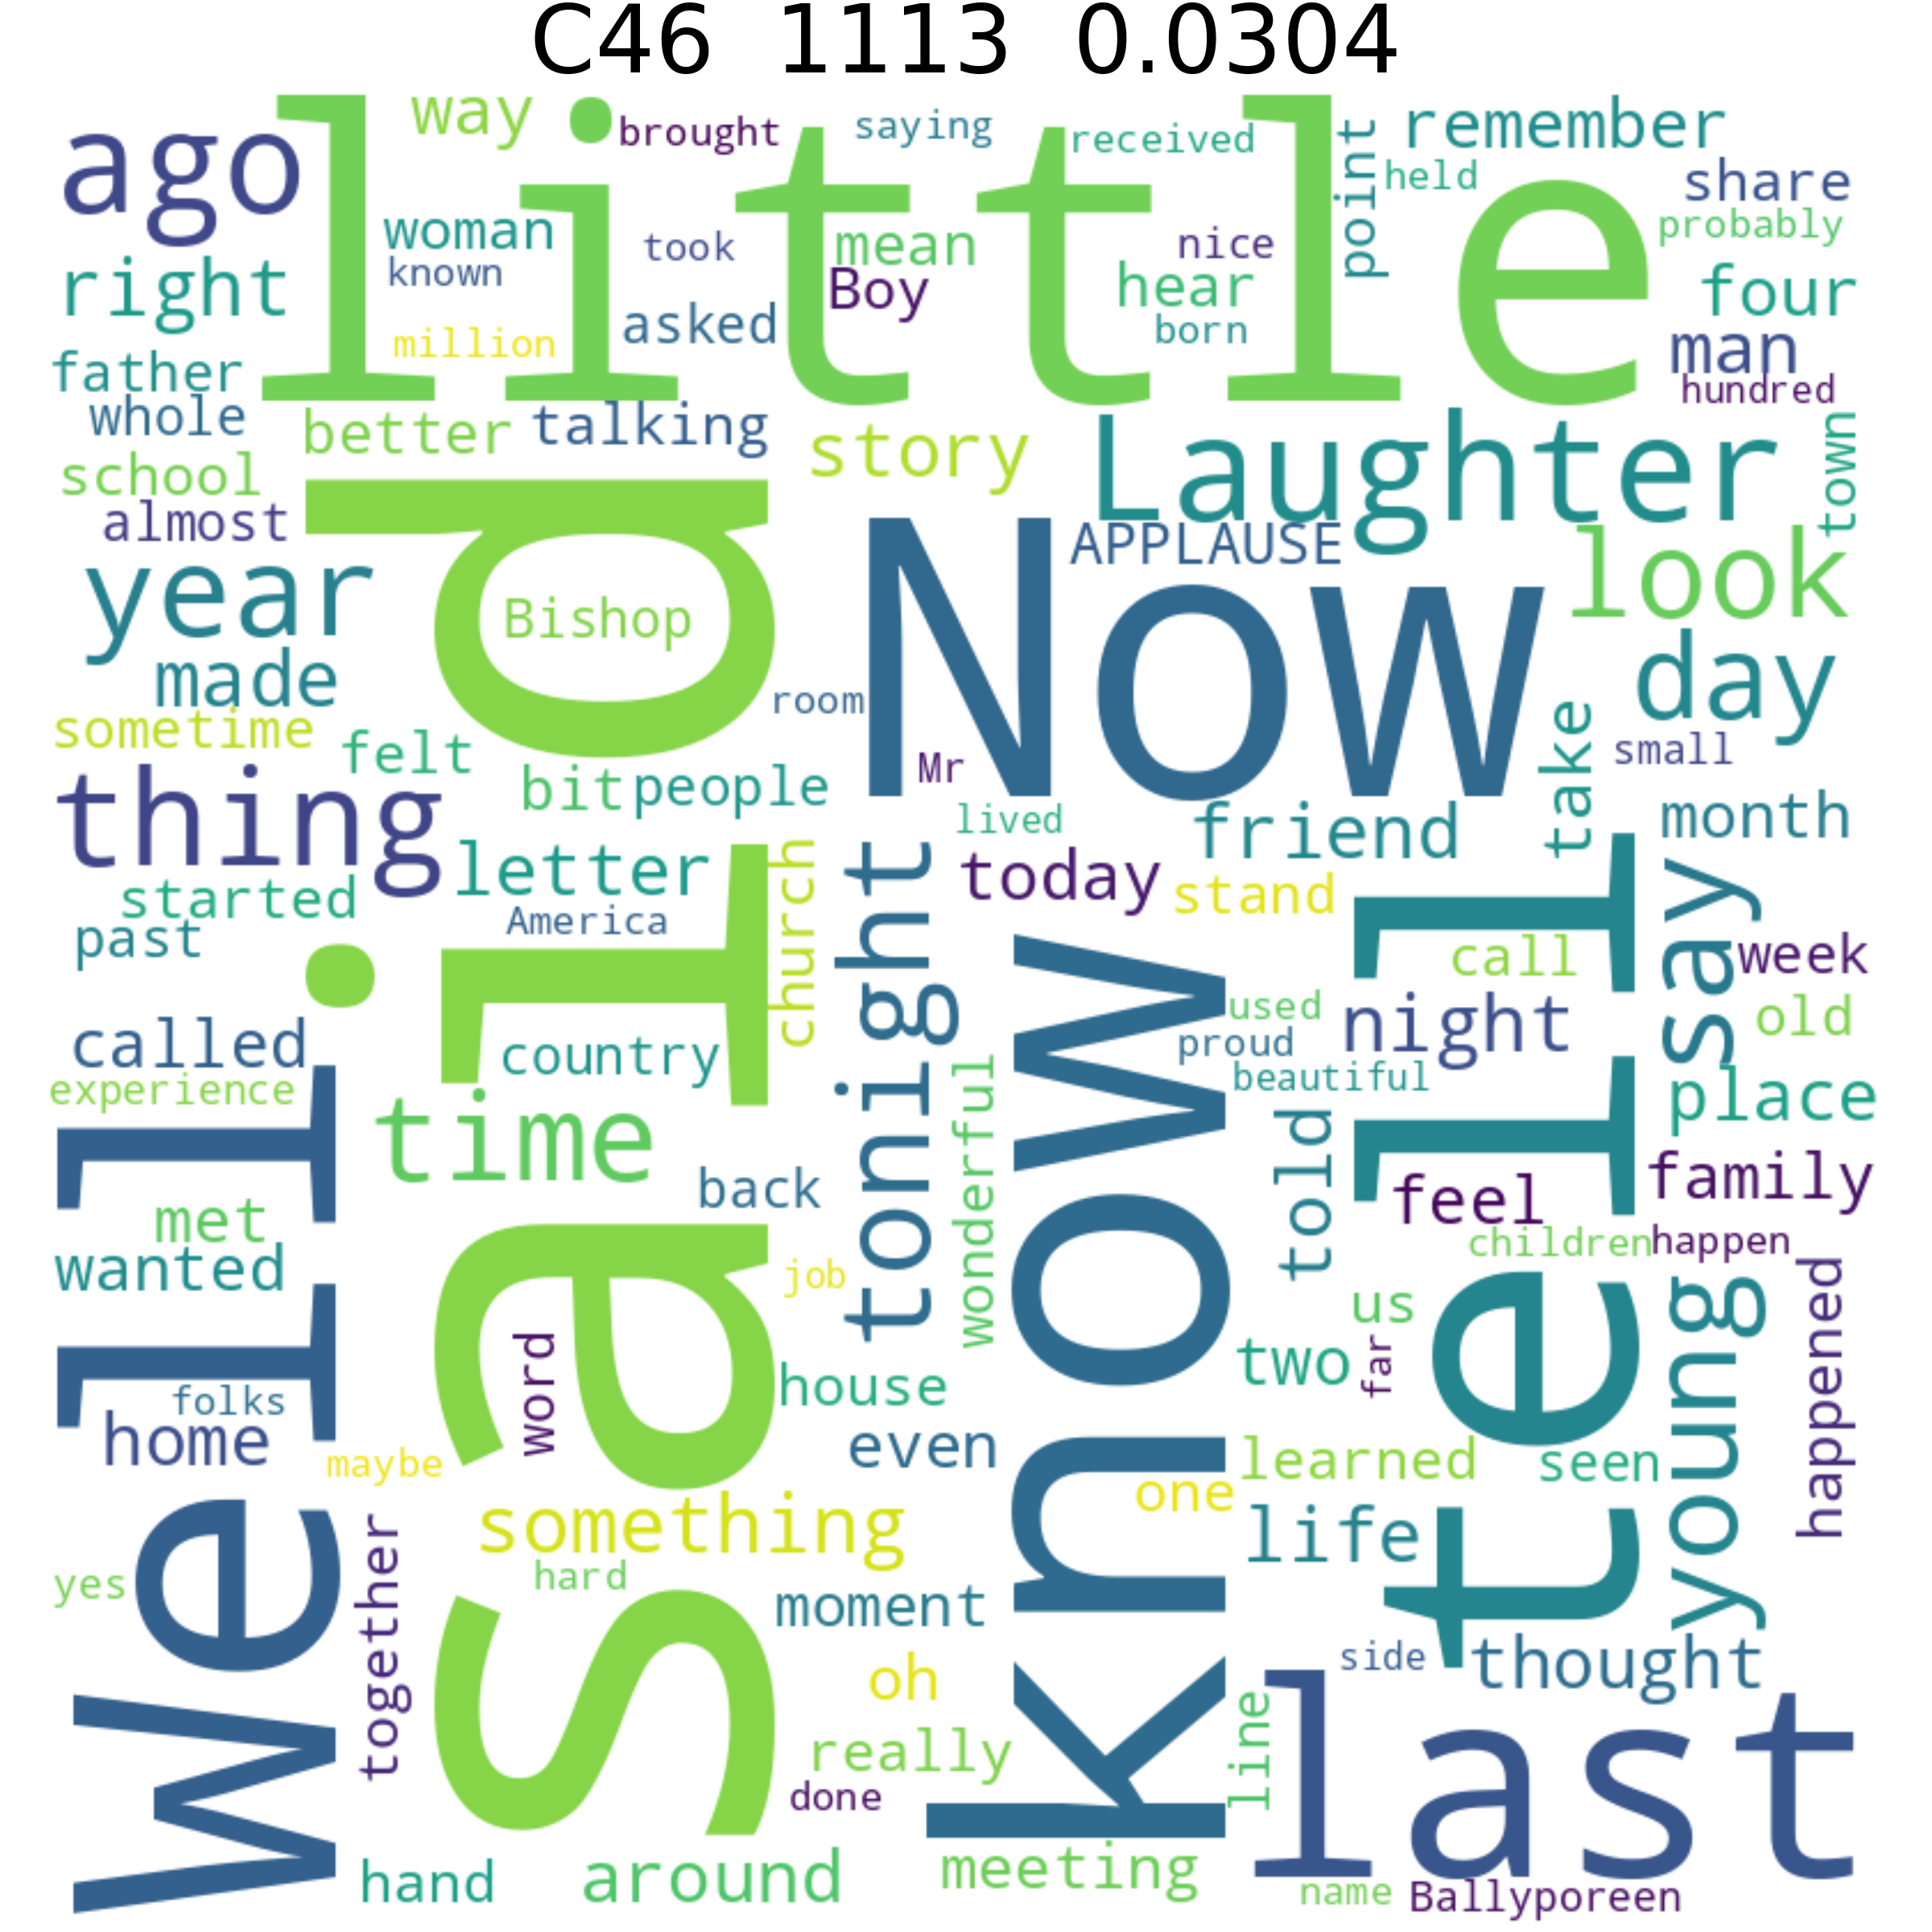 C46 1113 0.0304
little
ago
way
brought
saying
received
point
remember
held
share
probably
woman
took
mean
nice
known
Boy
hear
right
four
million
asked
born
man
father
hundred
whole
better
talking
story
Laughter
town
school
almost
said
Now
APPLAUSE
look
year
Bishop
day
made
room
sometime
felt
Mr
take
small
thing
bit
people
lived
friend
month
letter
church
tonight
today
stand
tell
say
started
America
past
call
week
called
country
know
used
night
old
proud
experience
beautiful
place
will
time
wonderful
told
back
feel
family
met
children
happen
wanted
job
us
young
happened
word
house
two
far
folks
home
maybe
even
learned
seen
one
something
life
together
yes
hard
moment
oh
side
thought
really
line
last
done
hand
around
meeting
name
Ballyporeen
well